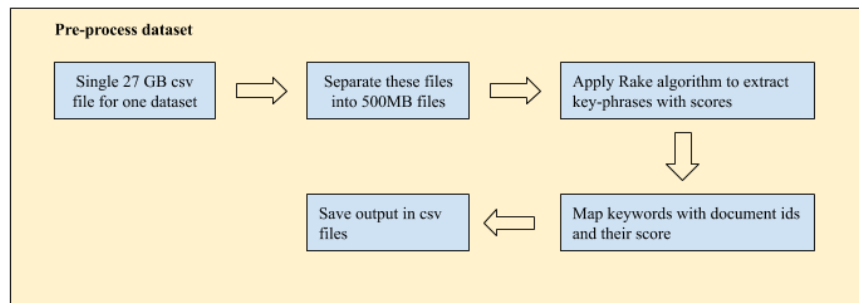 Pre-process dataset
Single 27 GB csv
file for one dataset
Separate these files
into 500MB files
Apply Rake algorithm to extract
key-phrases with scores
Map keywords with document ids
and their score
Save output in csv
files